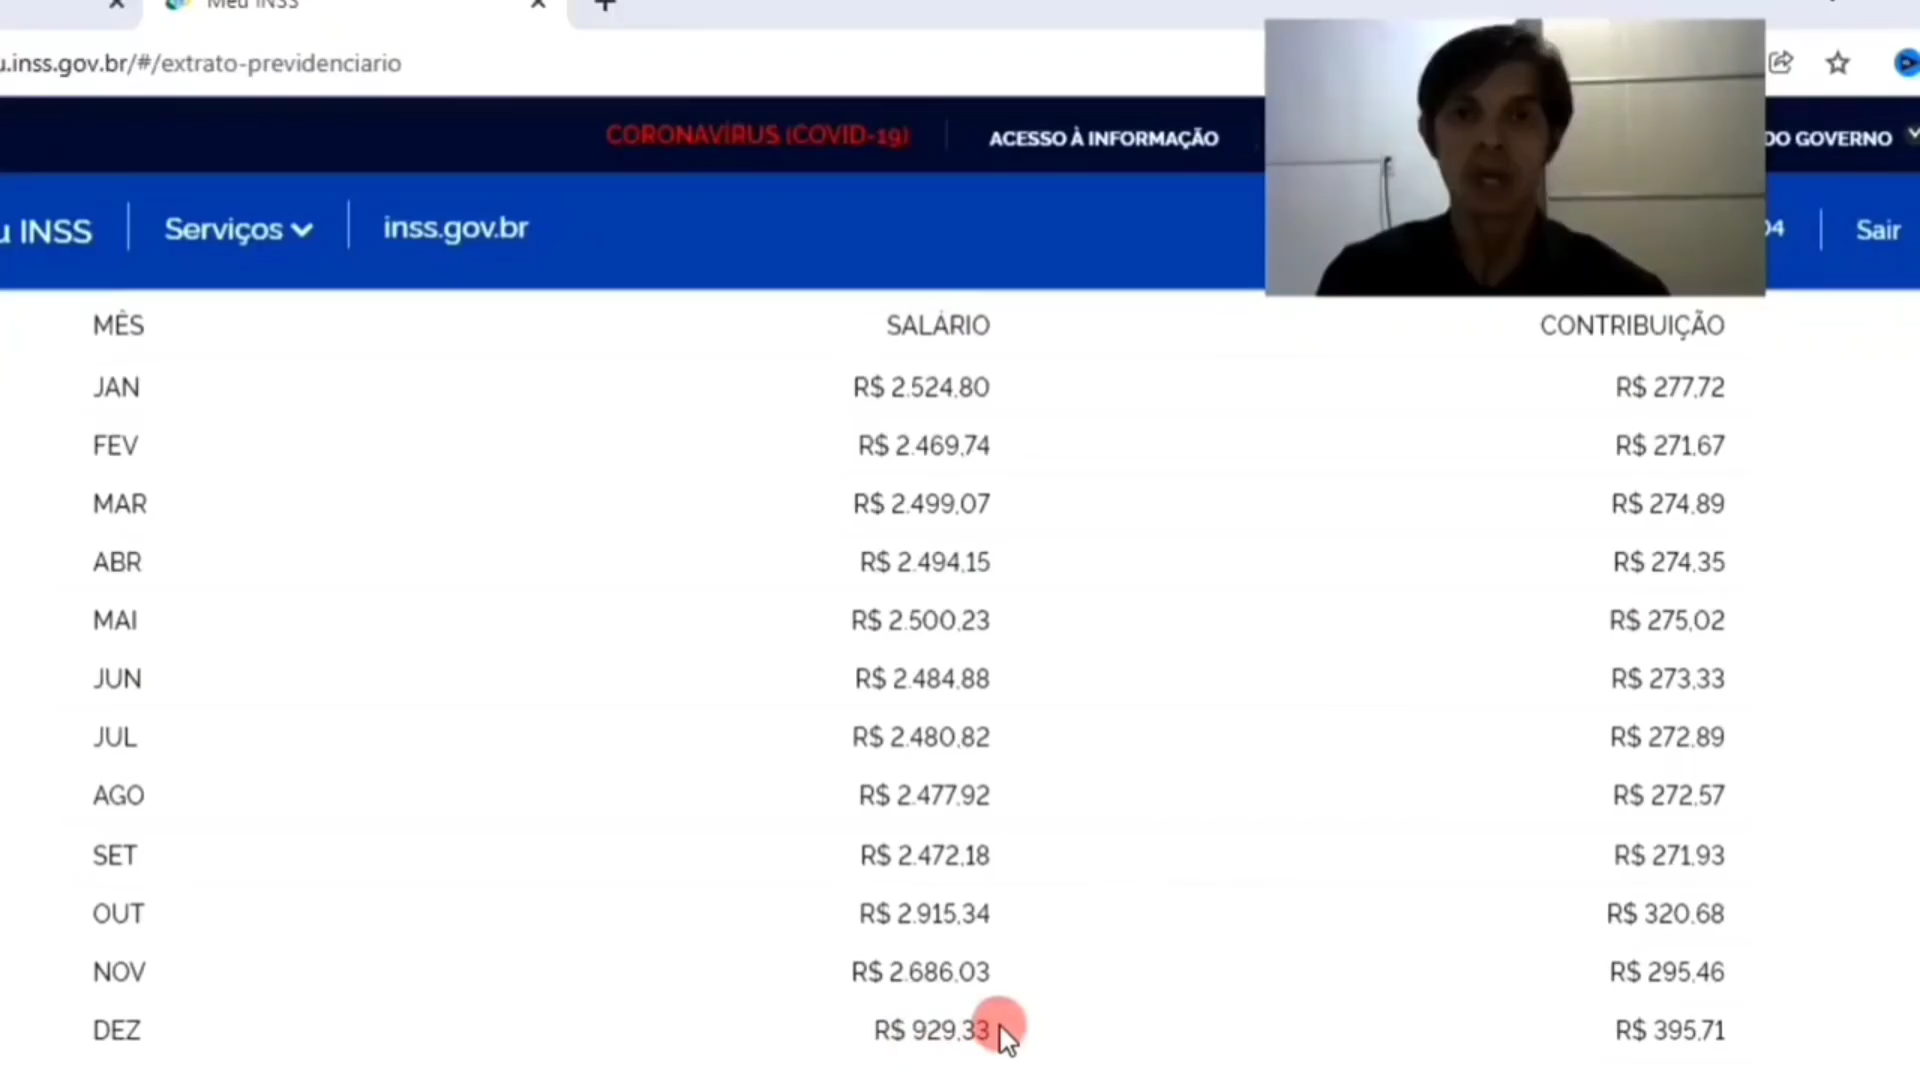 Meu INSS
u.inss.gov.br/#/extrato-previdenciario
CORONAVÍRUS (COVID-19)
ACESSO À INFORMAÇÃO
DO GOVERNO
u INSS
Serviços
inss.gov.br
04
Sair
MÊS SALÁRIO CONTRIBUIÇÃO
JAN R$ 2.524,80 R$ 277,72
FEV R$ 2.469,74 R$ 271,67
MAR R$ 2.499,07 R$ 274,89
ABR R$ 2.494,15 R$ 274,35
MAI R$ 2.500,23 R$ 275,02
JUN R$ 2.484,88 R$ 273,33
JUL R$ 2.480,82 R$ 272,89
AGO R$ 2.477,92 R$ 272,57
SET R$ 2.472,18 R$ 271,93
OUT R$ 2.915,34 R$ 320,68
NOV R$ 2.686,03 R$ 295,46
DEZ R$ 929,33 R$ 395,71